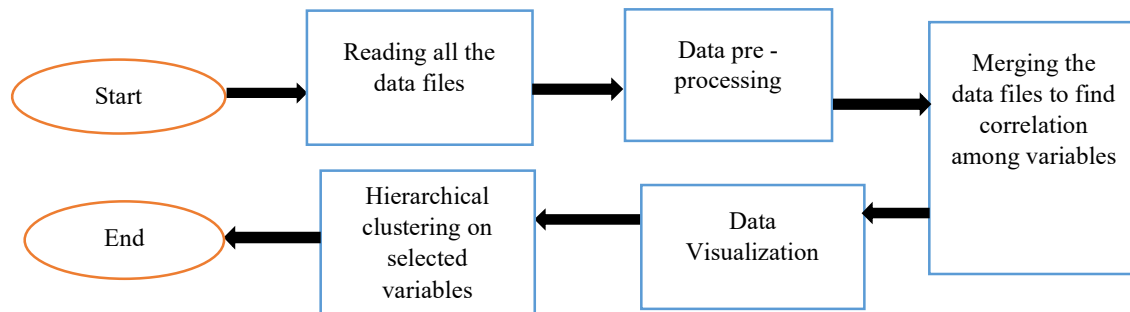 Start
Reading all the
data files
Data pre -
processing
Merging the
data files to find
correlation
among variables
Data
Visualization
Hierarchical
clustering on
selected
variables
End